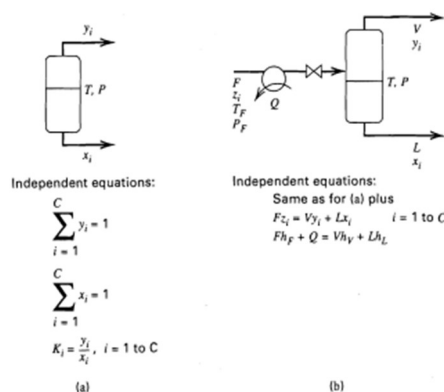 y_i
T, P
x_i
Independent equations:
C
∑ y_i = 1
i = 1
C
∑ x_i = 1
i = 1
K_i = y_i/x_i, i = 1 to C
(a)
V
y_i
F
z_i
T_F
P_F
Q
T, P
L
x_i
Independent equations:
Same as for (a) plus
Fz_i = Vy_i + Lx_i i = 1 to C
Fh_F + Q = Vh_V + Lh_L
(b)